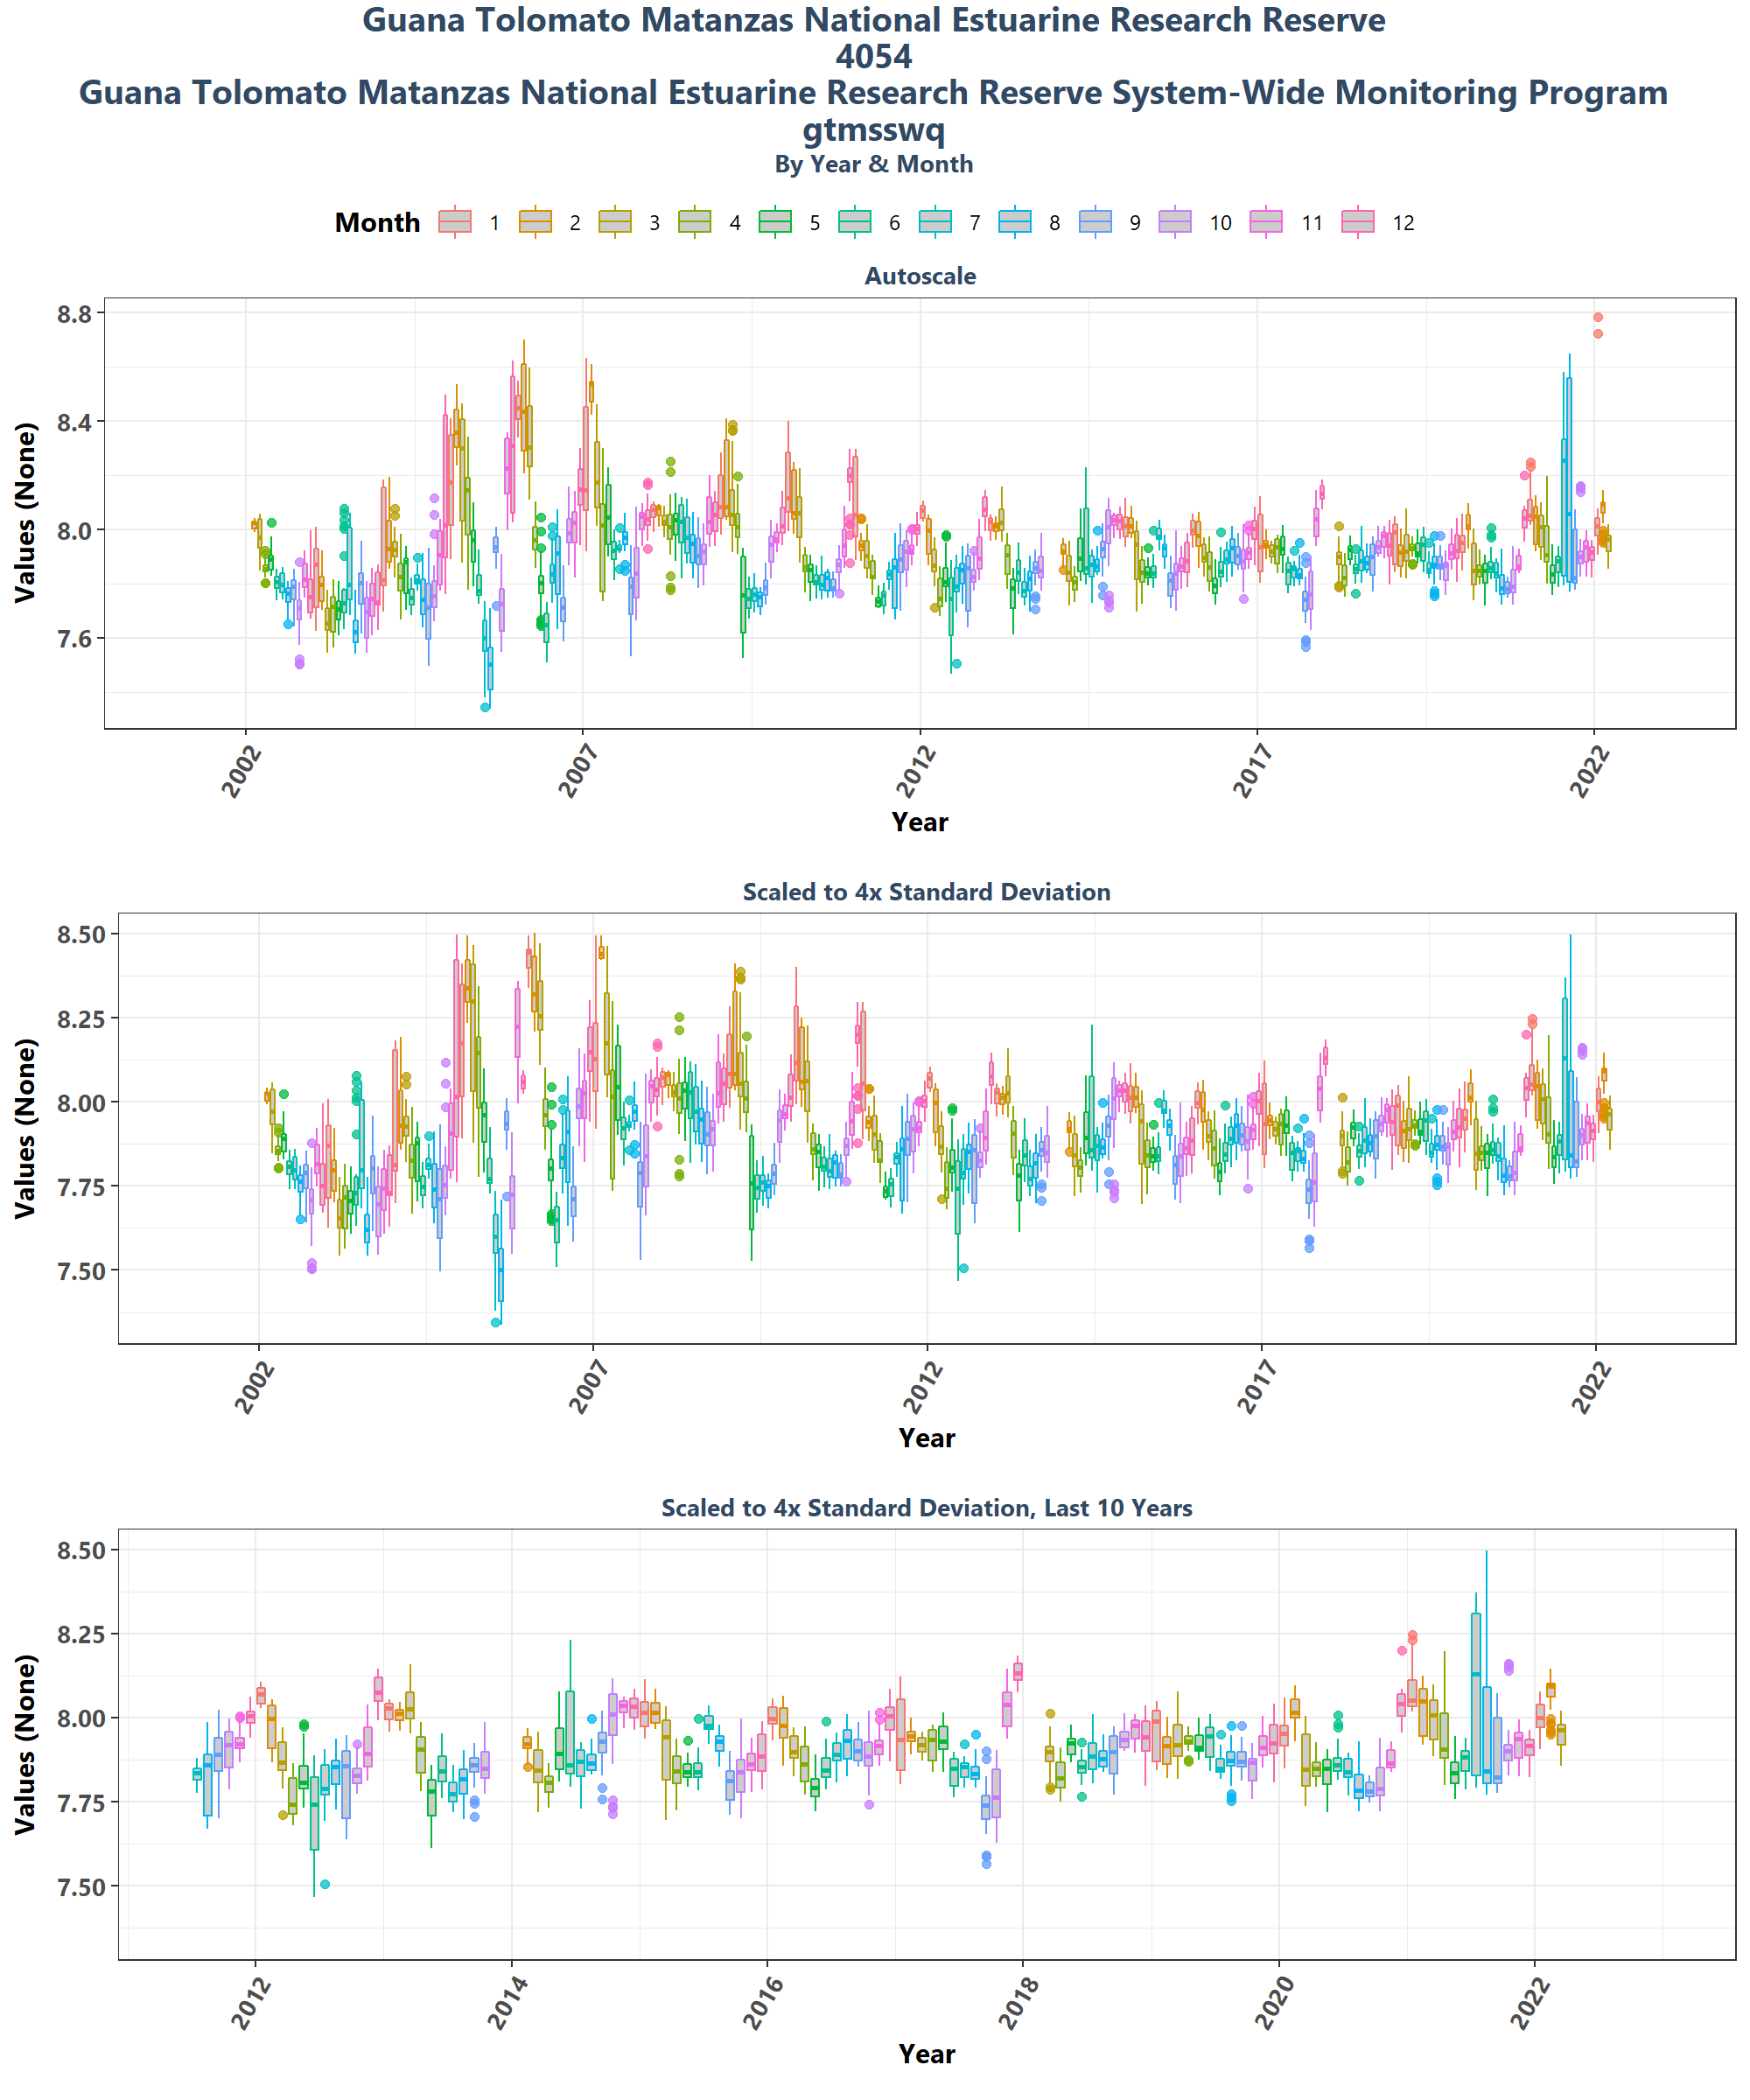 Guana Tolomato Matanzas National Estuarine Research Reserve
4054
Guana Tolomato Matanzas National Estuarine Research Reserve System-Wide Monitoring Program
gtmsswq
By Year & Month
Month 1 2 3 4 5 6 7 8 9 10 11 12
Autoscale
Values (None)
8.8
8.4
8.0
7.6
2002 2007 2012 2017 2022
Year
Scaled to 4x Standard Deviation
Values (None)
8.50
8.25
8.00
7.75
7.50
2002 2007 2012 2017 2022
Year
Scaled to 4x Standard Deviation, Last 10 Years
Values (None)
8.50
8.25
8.00
7.75
7.50
2012 2014 2016 2018 2020 2022
Year